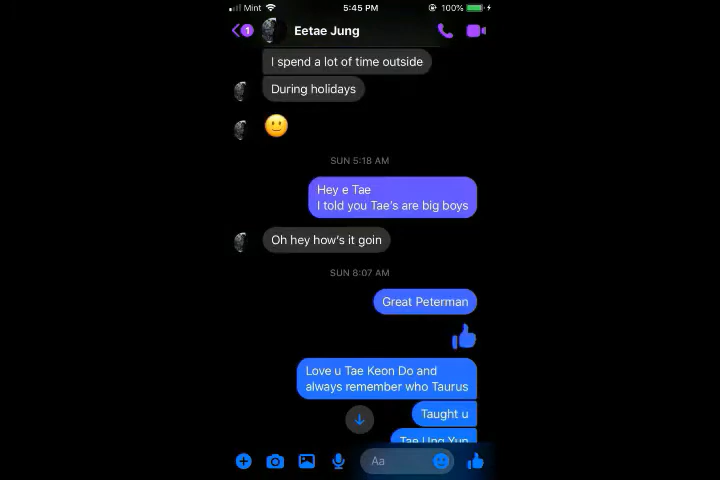 Mint
5:45 PM
100%
1
Eetae Jung
I spend a lot of time outside
During holidays
SUN 5:18 AM
Hey e Tae
I told you Tae's are big boys
Oh hey how's it goin
SUN 8:07 AM
Great Peterman
Love u Tae Keon Do and
always remember who Taurus
Taught u
Tae Ung Yun
Aa